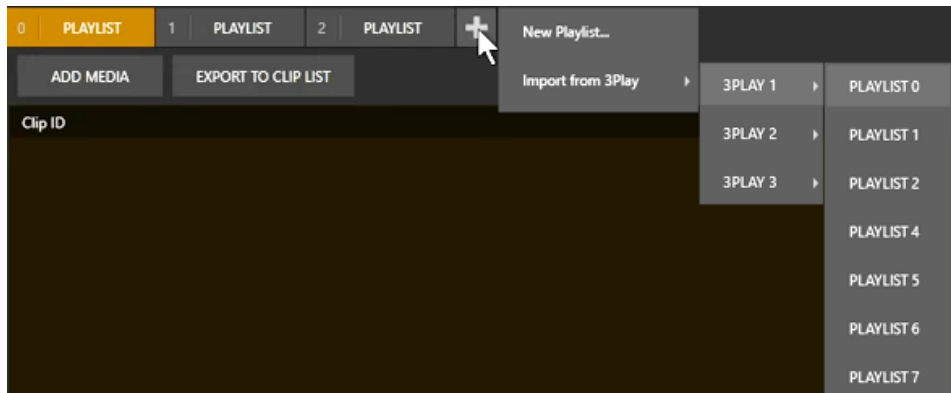 0 PLAYLIST 1 PLAYLIST 2 PLAYLIST
ADD MEDIA EXPORT TO CLIP LIST
Clip ID
New Playlist...
Import from 3Play
3PLAY 1
3PLAY 2
3PLAY 3
PLAYLIST 0
PLAYLIST 1
PLAYLIST 2
PLAYLIST 4
PLAYLIST 5
PLAYLIST 6
PLAYLIST 7